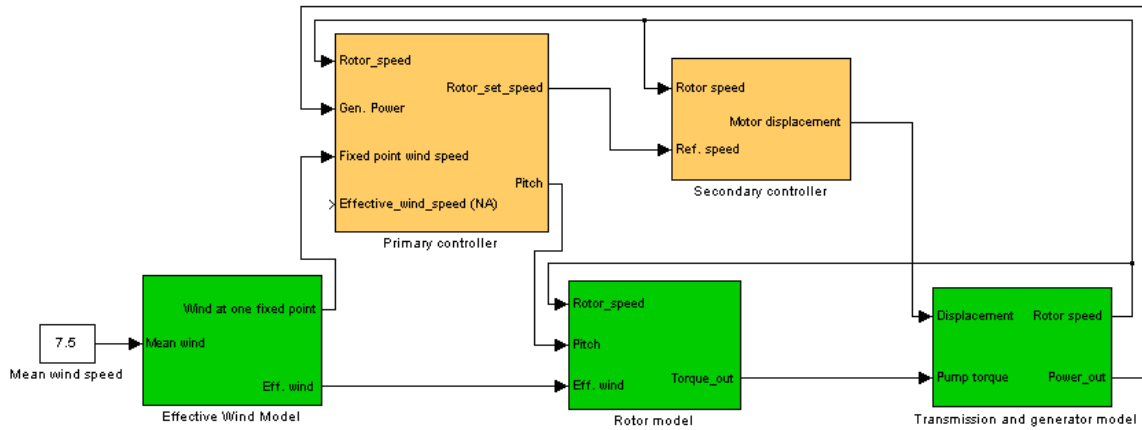 Rotor_speed
Rotor_set_speed
Gen. Power
Fixed point wind speed
Pitch
Effective_wind_speed (NA)
Primary controller
Rotor speed
Motor displacement
Ref. speed
Secondary controller
7.5
Mean wind speed
Wind at one fixed point
Mean wind
Eff. wind
Effective Wind Model
Rotor_speed
Pitch
Eff. wind
Torque_out
Rotor model
Displacement
Rotor speed
Pump torque
Power_out
Transmission and generator model